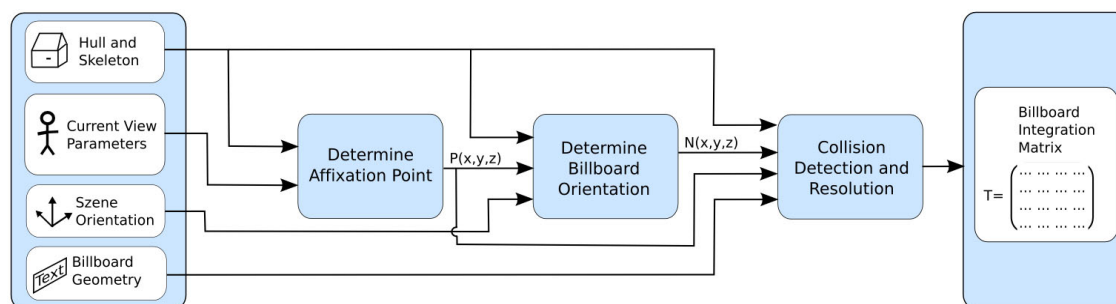 Hull and
Skeleton
Current View
Parameters
Szene
Orientation
Text
Billboard
Geometry
Determine
Affixation Point
P(x,y,z)
Determine
Billboard
Orientation
N(x,y,z)
Collision
Detection and
Resolution
Billboard
Integration
Matrix
T=
... ... ... ...
... ... ... ...
... ... ... ...
... ... ... ...